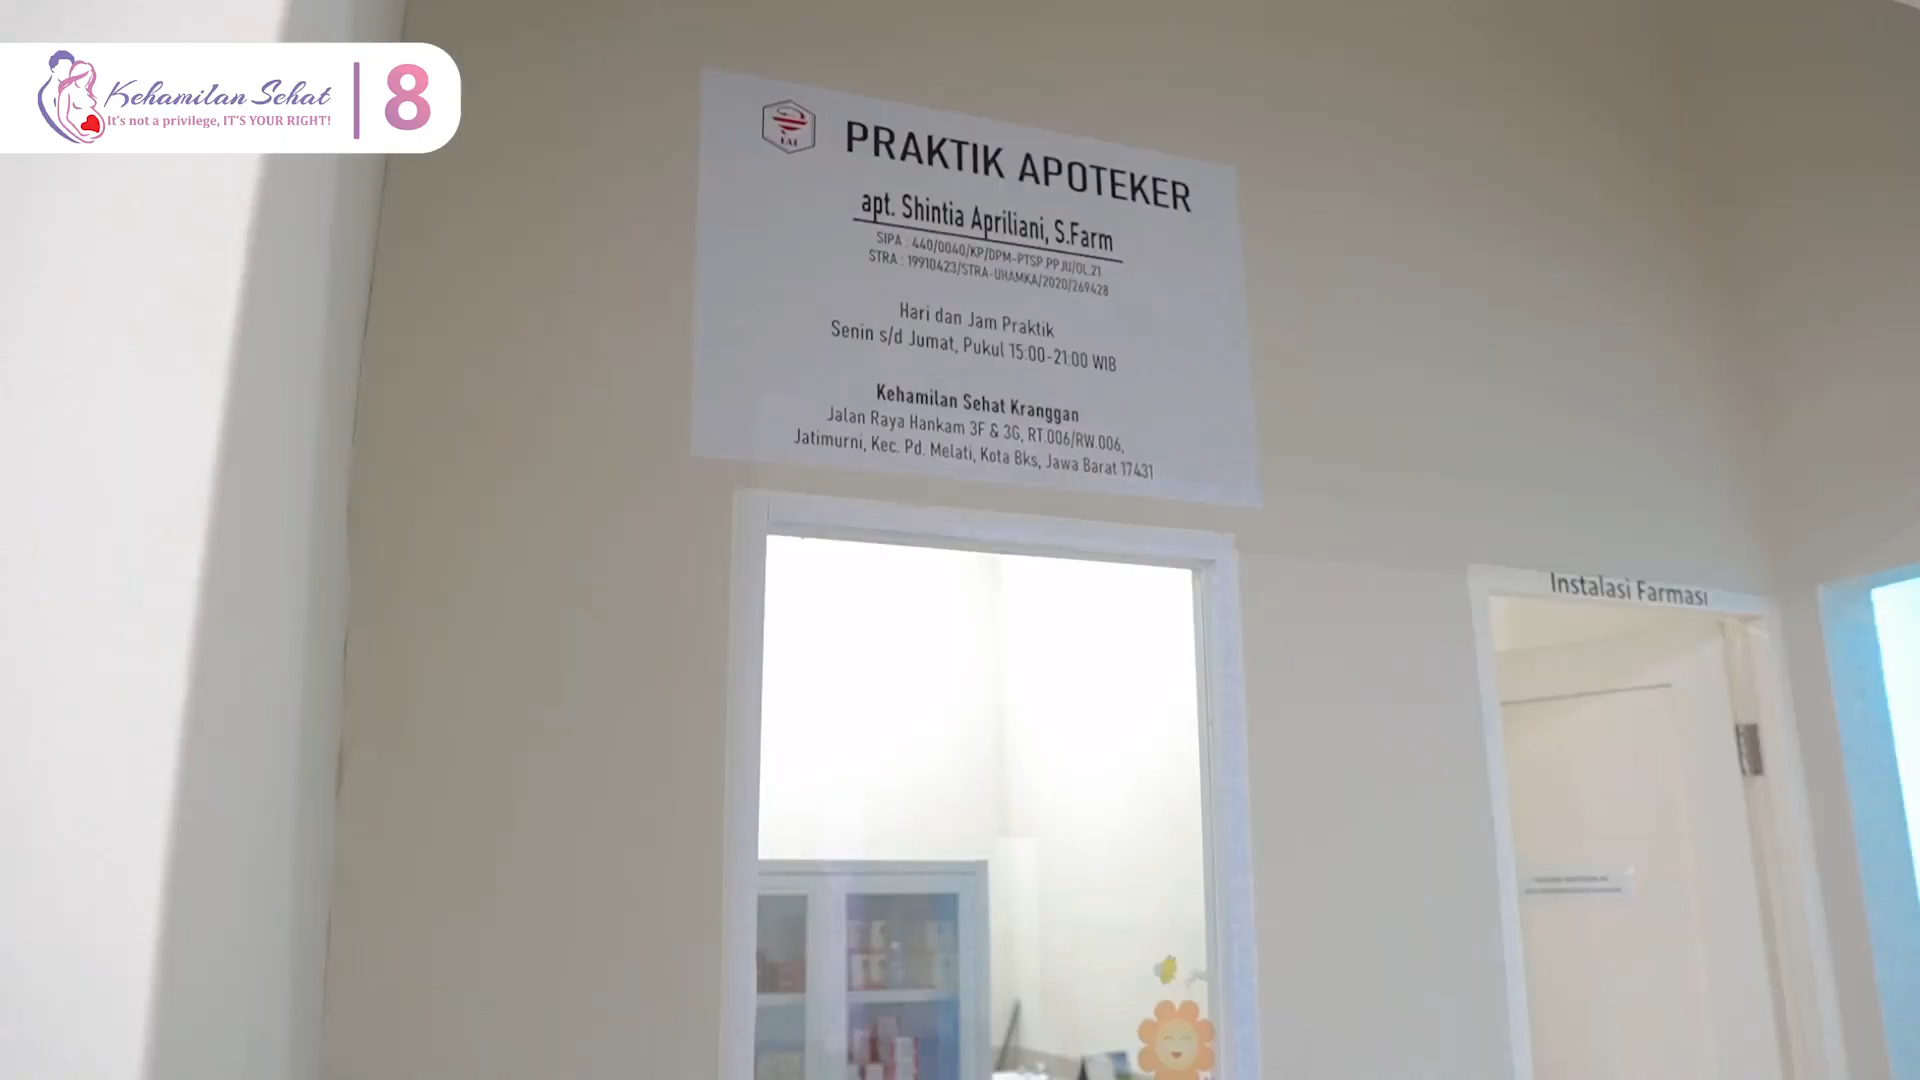 Kehamilan Sehat
It's not a privilege, IT'S YOUR RIGHT!
8
IAI
PRAKTIK APOTEKER
apt. Shintia Apriliani, S.Farm
SIPA : 440/0040/KP/DPM-PTSP.PPJU/OL.21
STRA : 19910423/STRA-UHAMKA/2020/269428
Hari dan Jam Praktik
Senin s/d Jumat, Pukul 15:00-21:00 WIB
Kehamilan Sehat Kranggan
Jalan Raya Hankam 3F & 3G, RT.006/RW.006,
Jatimurni, Kec. Pd. Melati, Kota Bks, Jawa Barat 17431
Instalasi Farmasi